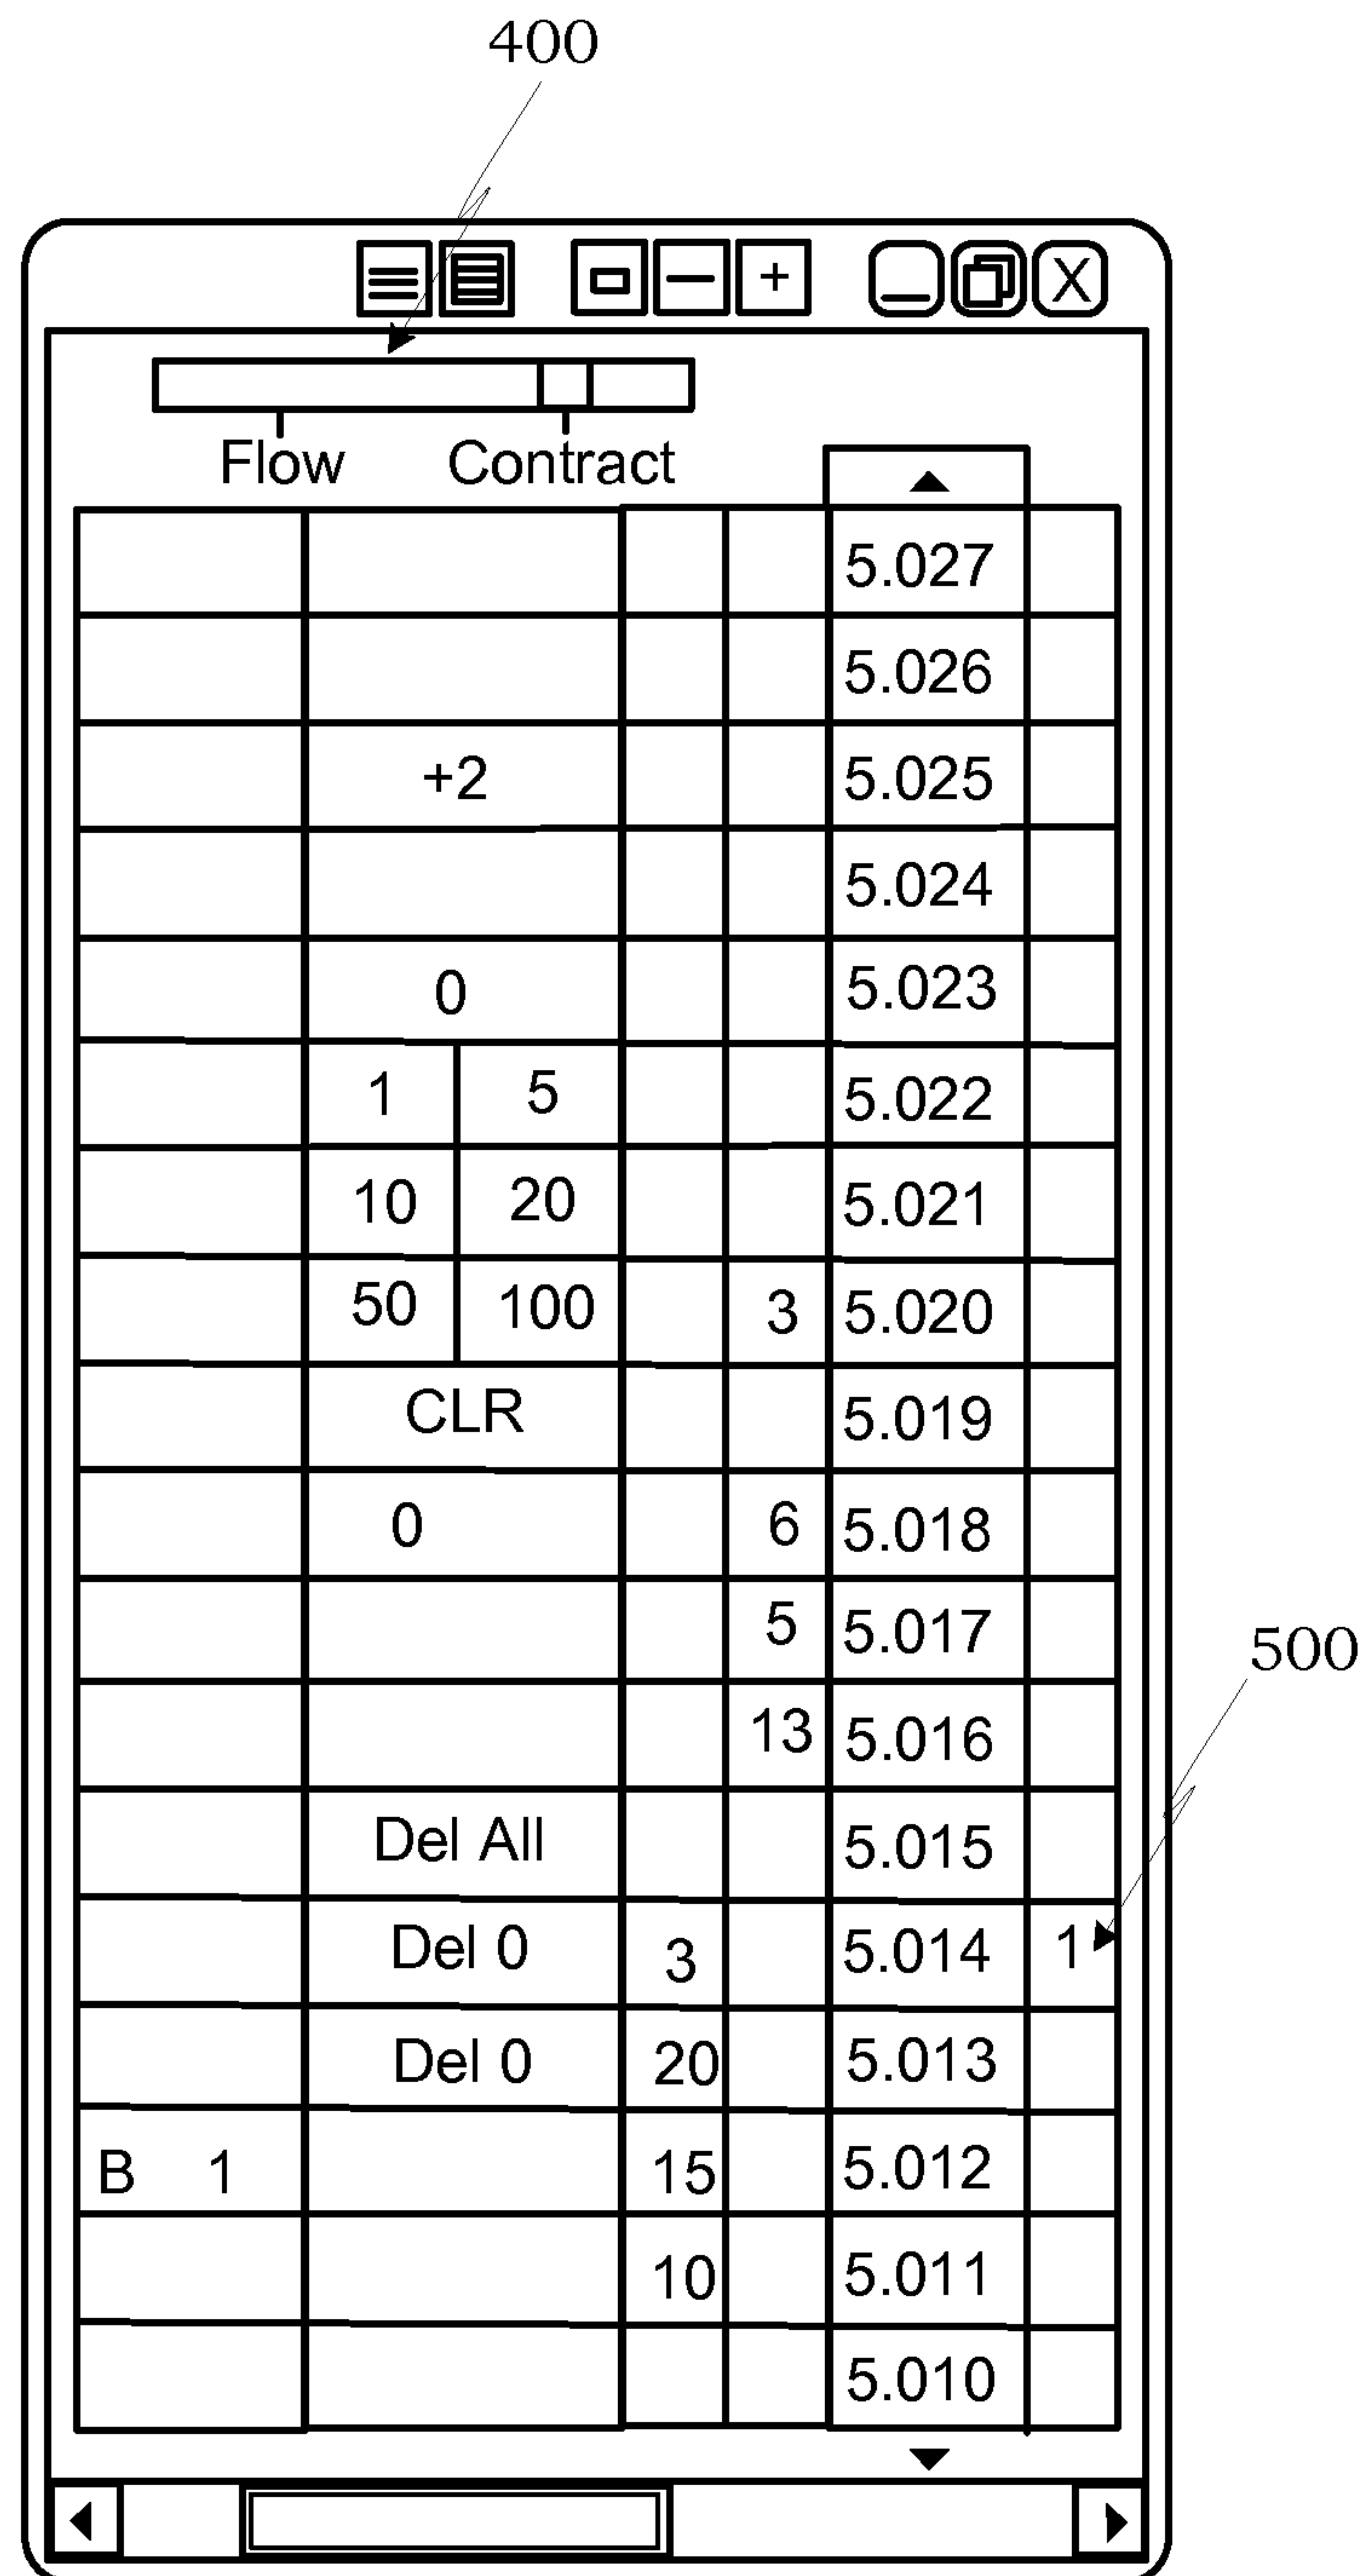 400
+ X
Flow Contract
5.027
5.026
+2 5.025
5.024
0 5.023
1 5 5.022
10 20 5.021
50 100 3 5.020
CLR 5.019
0 6 5.018
5 5.017
500
13 5.016
Del All 5.015
Del 0 3 5.014 1
Del 0 20 5.013
B 1 15 5.012
10 5.011
5.010